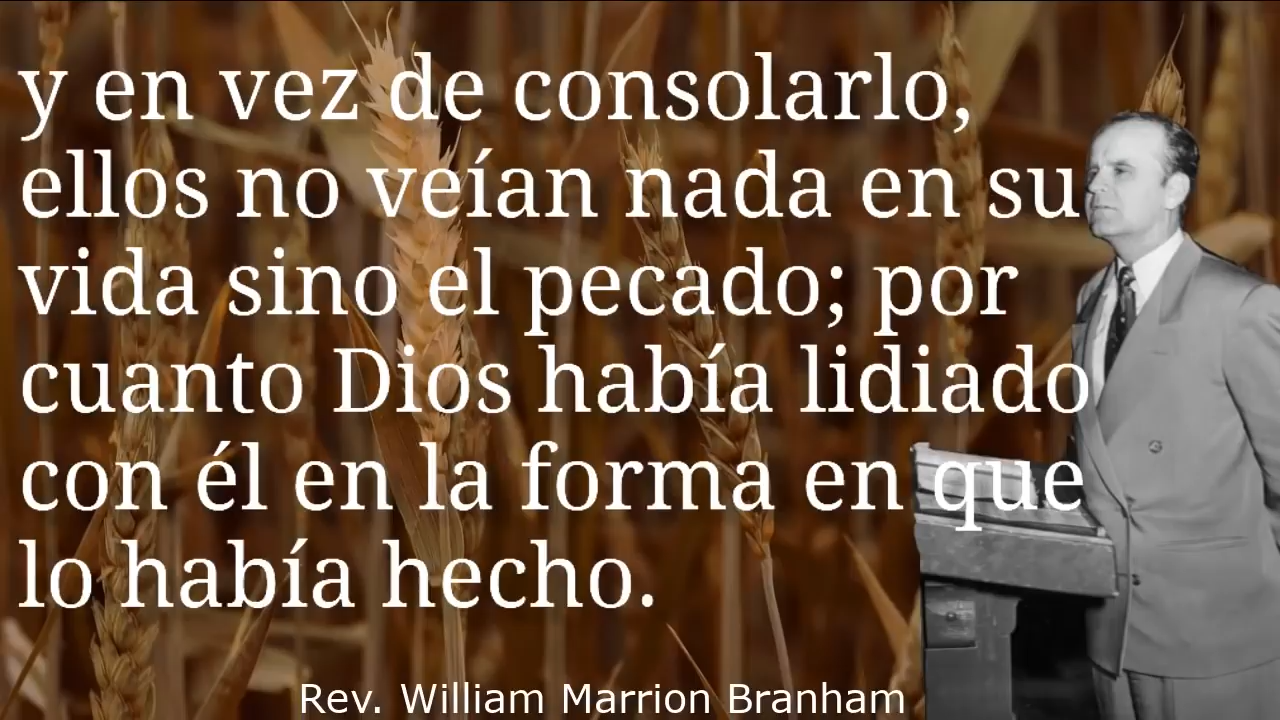 y en vez de consolarlo,
ellos no veían nada en su
vida sino el pecado; por
cuanto Dios había lidiado
con él en la forma en que
lo había hecho.
Rev. William Marrion Branham